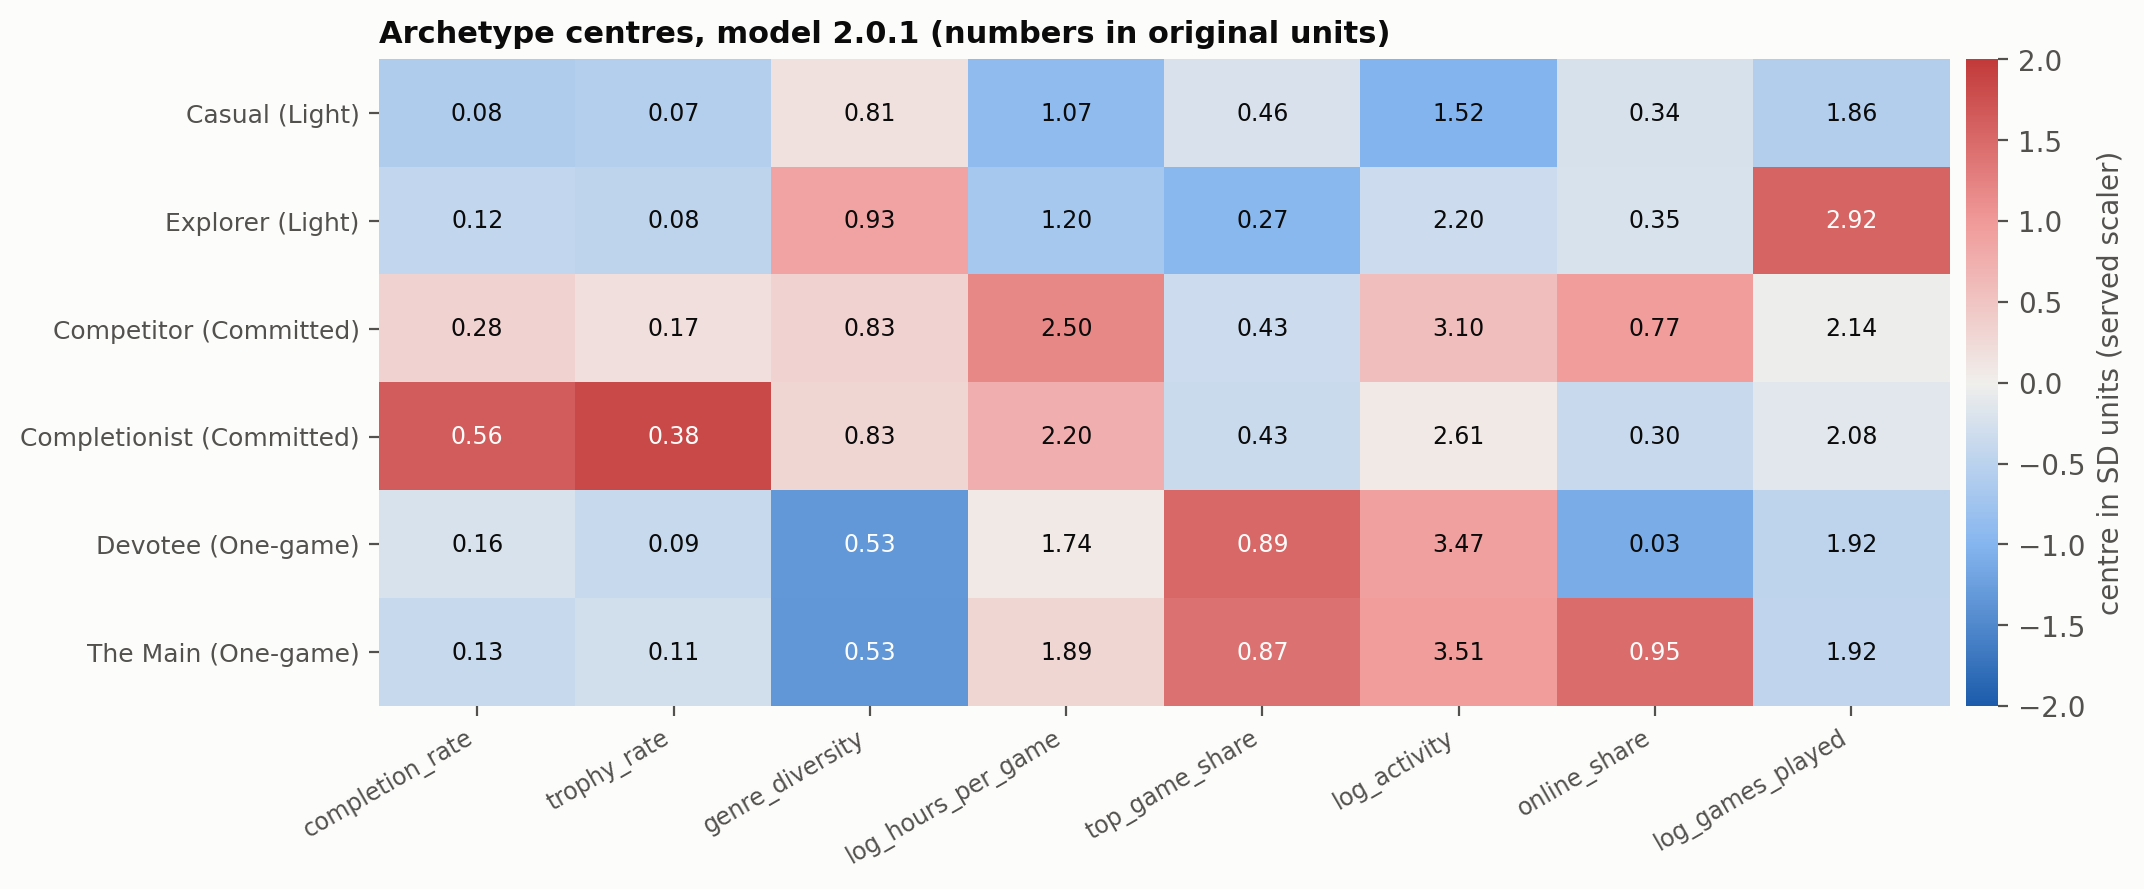 Archetype centres, model 2.0.1 (numbers in original units)
Casual (Light) 0.08 0.07 0.81 1.07 0.46 1.52 0.34 1.86
Explorer (Light) 0.12 0.08 0.93 1.20 0.27 2.20 0.35 2.92
Competitor (Committed) 0.28 0.17 0.83 2.50 0.43 3.10 0.77 2.14
Completionist (Committed) 0.56 0.38 0.83 2.20 0.43 2.61 0.30 2.08
Devotee (One-game) 0.16 0.09 0.53 1.74 0.89 3.47 0.03 1.92
The Main (One-game) 0.13 0.11 0.53 1.89 0.87 3.51 0.95 1.92
completion_rate
trophy_rate
genre_diversity
log_hours_per_game
top_game_share
log_activity
online_share
log_games_played
2.0
1.5
1.0
0.5
0.0
−0.5
−1.0
−1.5
−2.0
centre in SD units (served scaler)